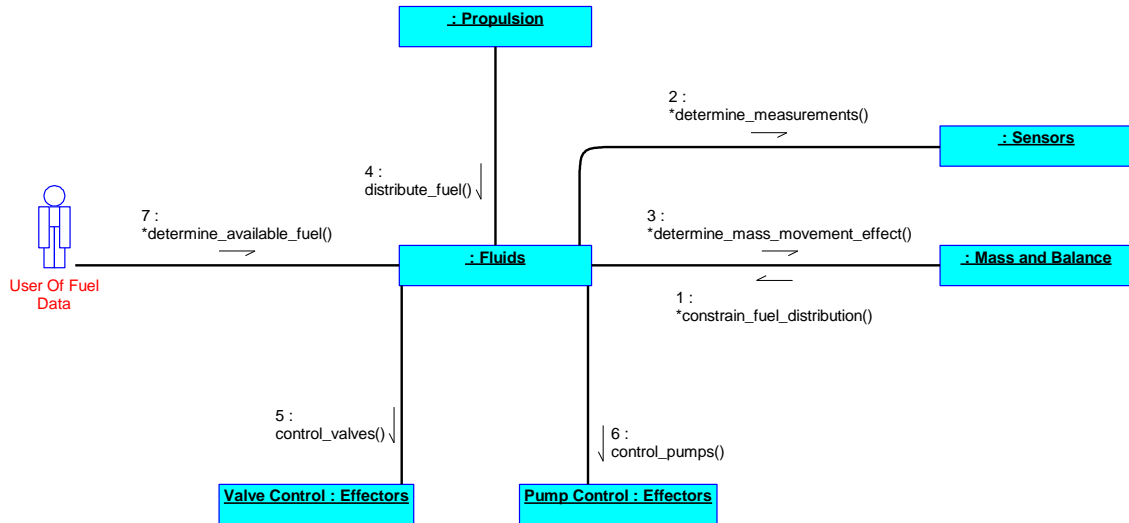 : Propulsion
2 :
*determine_measurements()
: Sensors
4 :
distribute_fuel()
7 :
*determine_available_fuel()
3 :
*determine_mass_movement_effect()
User Of Fuel
Data
: Fluids
: Mass and Balance
1 :
*constrain_fuel_distribution()
5 :
control_valves()
6 :
control_pumps()
Valve Control : Effectors
Pump Control : Effectors